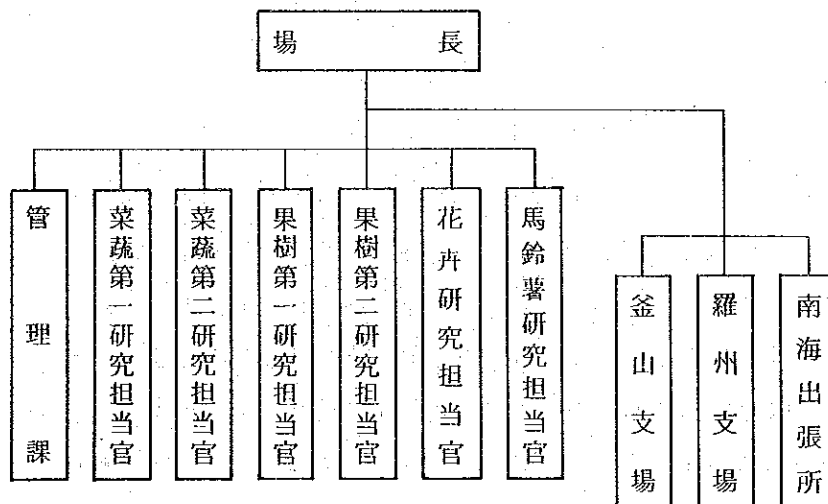 場長
管理課
菜蔬第一研究担当官
菜蔬第二研究担当官
果樹第一研究担当官
果樹第二研究担当官
花卉研究担当官
馬鈴薯研究担当官
釜山支場
羅州支場
南海出張所